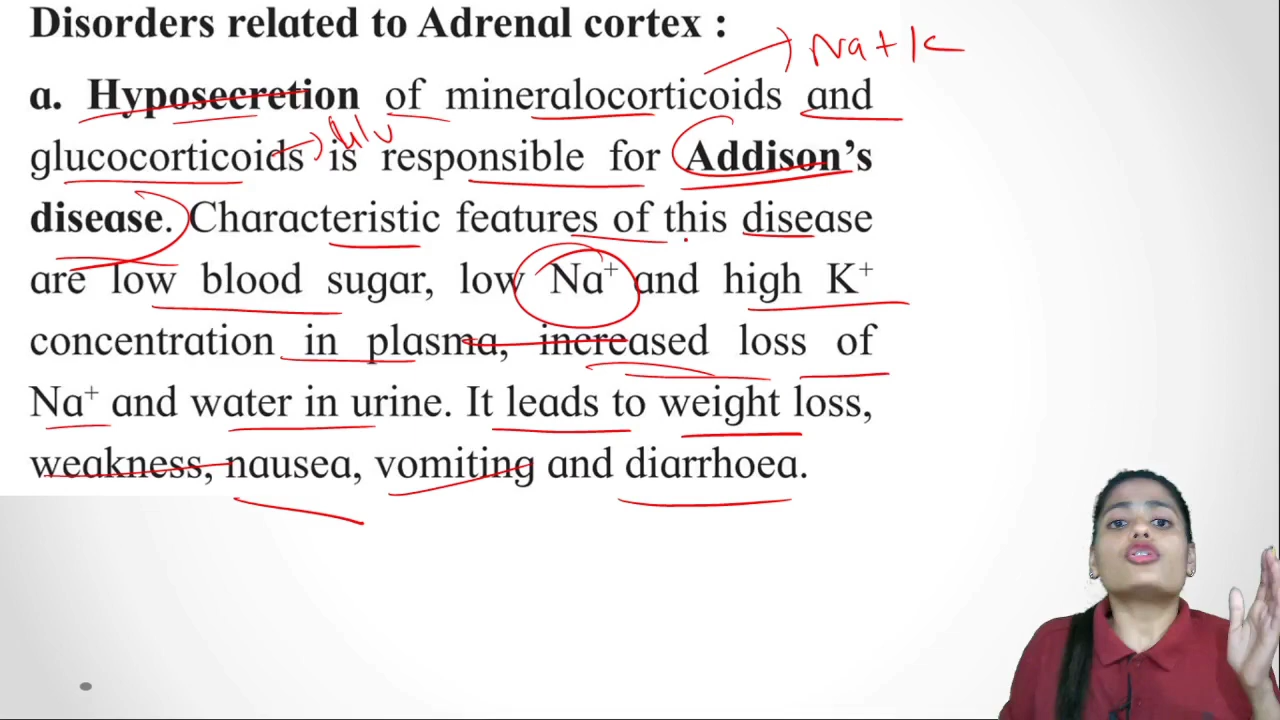 Disorders related to Adrenal cortex :
Na + K
a. Hyposecretion of mineralocorticoids and
Glu
glucocorticoids is responsible for Addison’s
disease. Characteristic features of this disease
are low blood sugar, low Na⁺ and high K⁺
concentration in plasma, increased loss of
Na⁺ and water in urine. It leads to weight loss,
weakness, nausea, vomiting and diarrhoea.